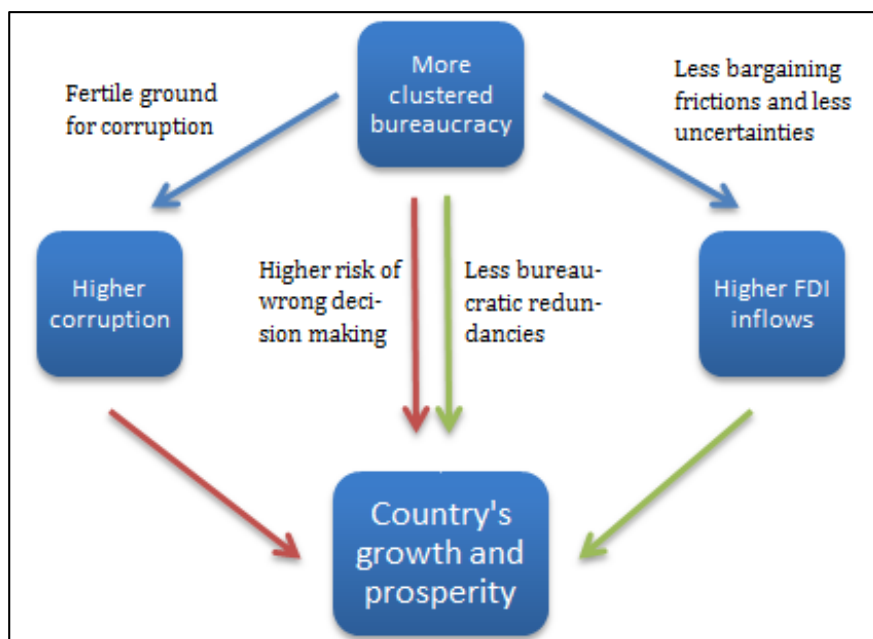 More
clustered
bureaucracy
Fertile ground
for corruption
Less bargaining
frictions and less
uncertainties
Higher
corruption
Higher risk of
wrong deci-
sion making
Less bureau-
cratic redun-
dancies
Higher FDI
inflows
Country's
growth and
prosperity